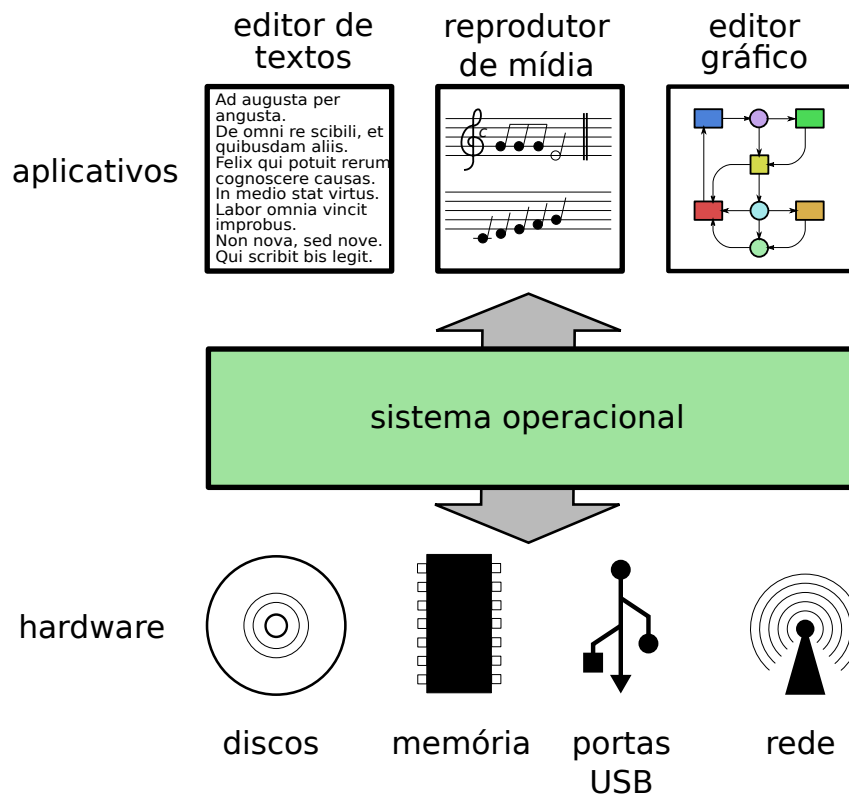 editor de
textos
reprodutor
de mídia
editor
gráfico
aplicativos
Ad augusta per
angusta.
De omni re scibili, et
quibusdam aliis.
Felix qui potuit rerum
cognoscere causas.
In medio stat virtus.
Labor omnia vincit
improbus.
Non nova, sed nove.
Qui scribit bis legit.
c
sistema operacional
hardware
discos
memória
portas
USB
rede